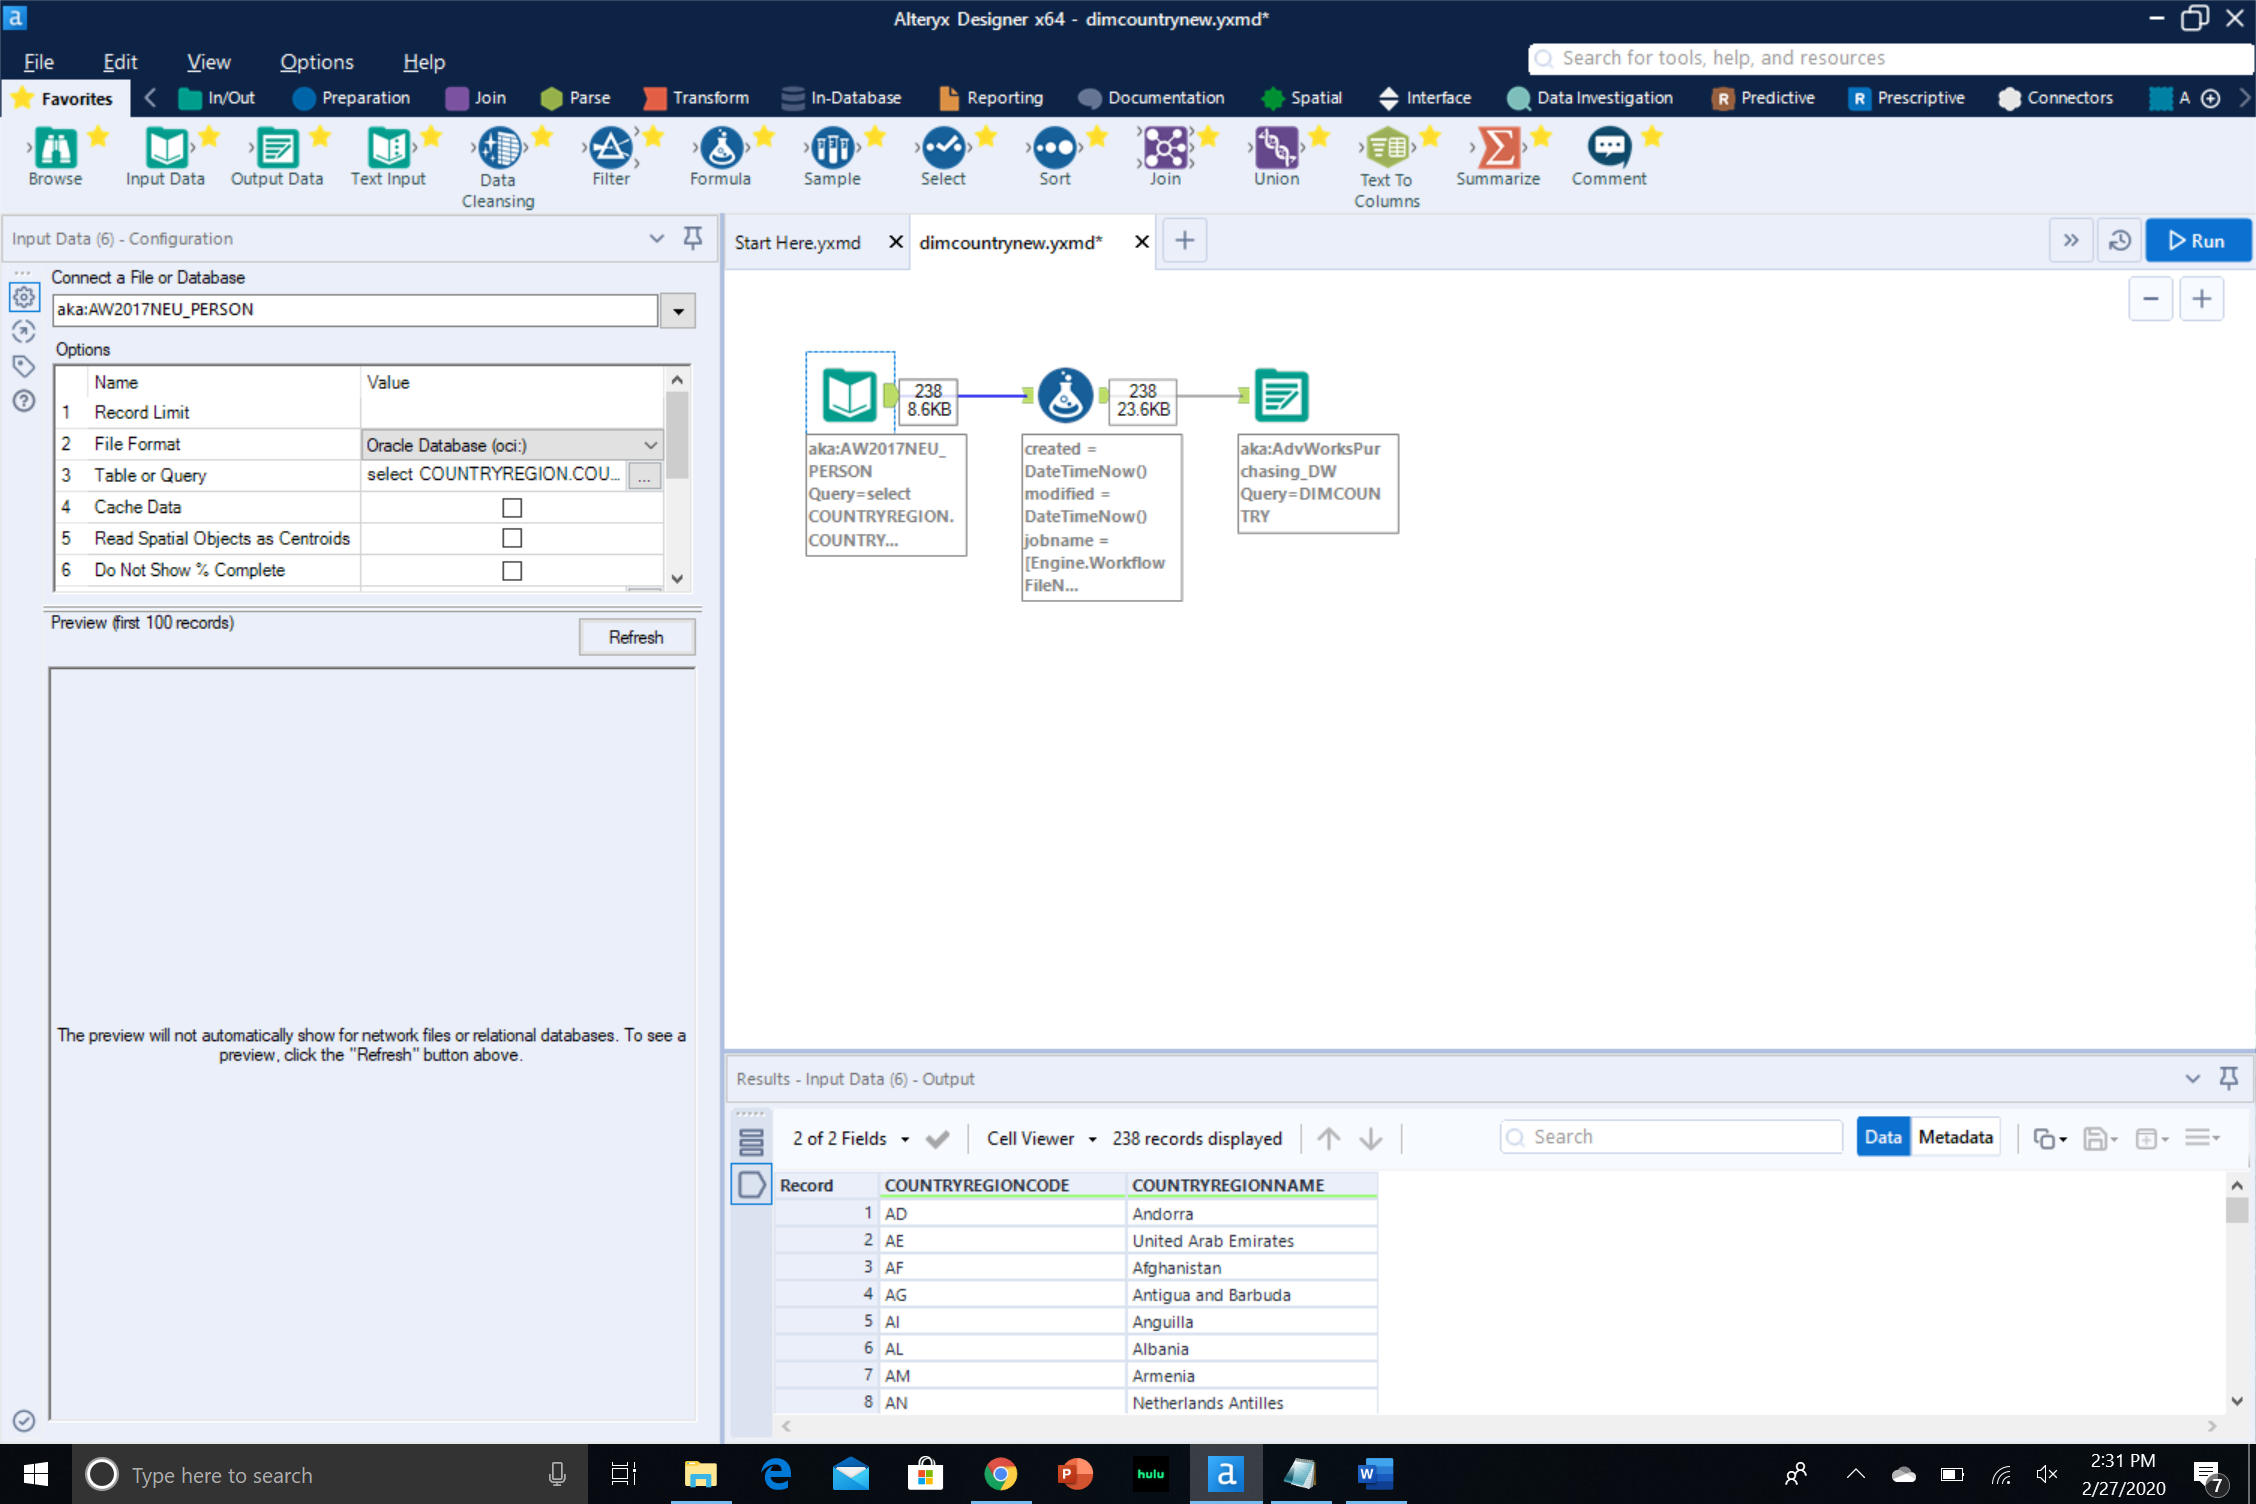 Alteryx Designer x64 - dimcountrynew.yxmd*
File Edit View Options Help
Search for tools, help, and resources
Favorites In/Out Preparation Join Parse Transform In-Database Reporting Documentation Spatial Interface Data Investigation Predictive Prescriptive Connectors A
Browse Input Data Output Data Text Input Data Cleansing Filter Formula Sample Select Sort Join Union Text To Columns Summarize Comment
Input Data (6) - Configuration
Start Here.yxmd
dimcountrynew.yxmd*
Run
Connect a File or Database
aka:AW2017NEU_PERSON
Options
Name Value
1 Record Limit
2 File Format Oracle Database (oci:)
3 Table or Query select COUNTRYREGION.COU... ...
4 Cache Data
5 Read Spatial Objects as Centroids
6 Do Not Show % Complete
Preview (first 100 records)
Refresh
The preview will not automatically show for network files or relational databases. To see a
preview, click the "Refresh" button above.
238
8.6KB
238
23.6KB
aka:AW2017NEU_
PERSON
Query=select
COUNTRYREGION.
COUNTRY...
created =
DateTimeNow()
modified =
DateTimeNow()
jobname =
[Engine.Workflow
FileN...
aka:AdvWorksPur
chasing_DW
Query=DIMCOUN
TRY
Results - Input Data (6) - Output
2 of 2 Fields Cell Viewer 238 records displayed Search Data Metadata
Record COUNTRYREGIONCODE COUNTRYREGIONNAME
1 AD Andorra
2 AE United Arab Emirates
3 AF Afghanistan
4 AG Antigua and Barbuda
5 AI Anguilla
6 AL Albania
7 AM Armenia
8 AN Netherlands Antilles
Type here to search
hulu
2:31 PM
2/27/2020
7